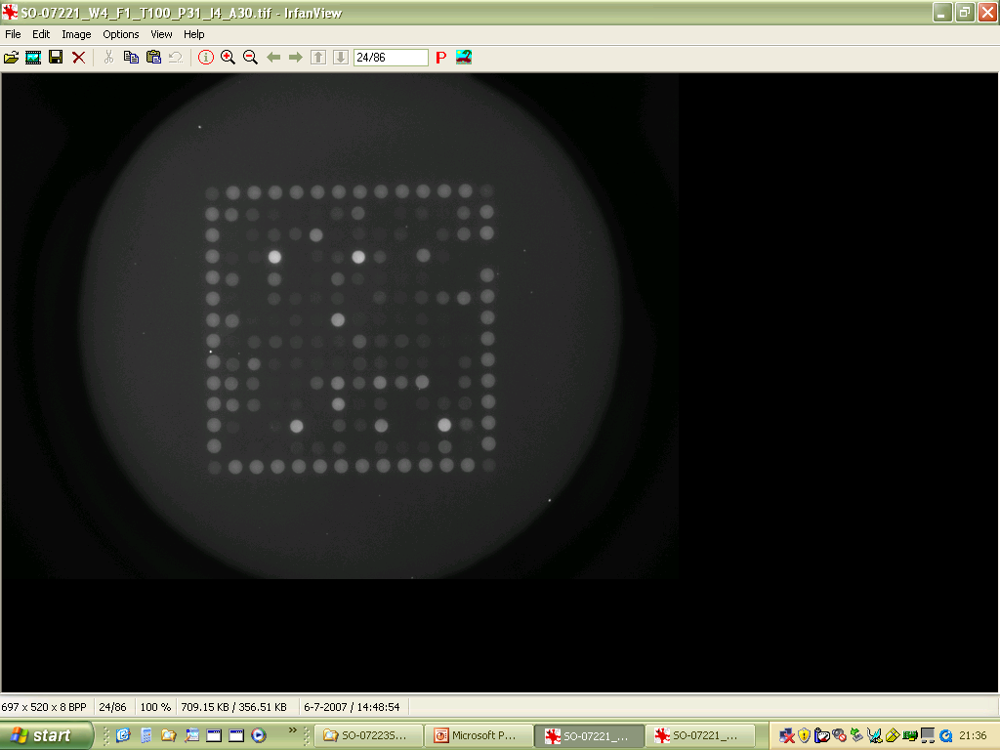 SO-07221_W4_F1_T100_P31_I4_A30.tif - IrfanView
File Edit Image Options View Help
24/86 P
697 x 520 x 8 BPP 24/86 100 % 709.15 KB / 356.51 KB 6-7-2007 / 14:48:54
start » SO-07223S... Microsoft P... SO-07221_... SO-07221_... 21:36